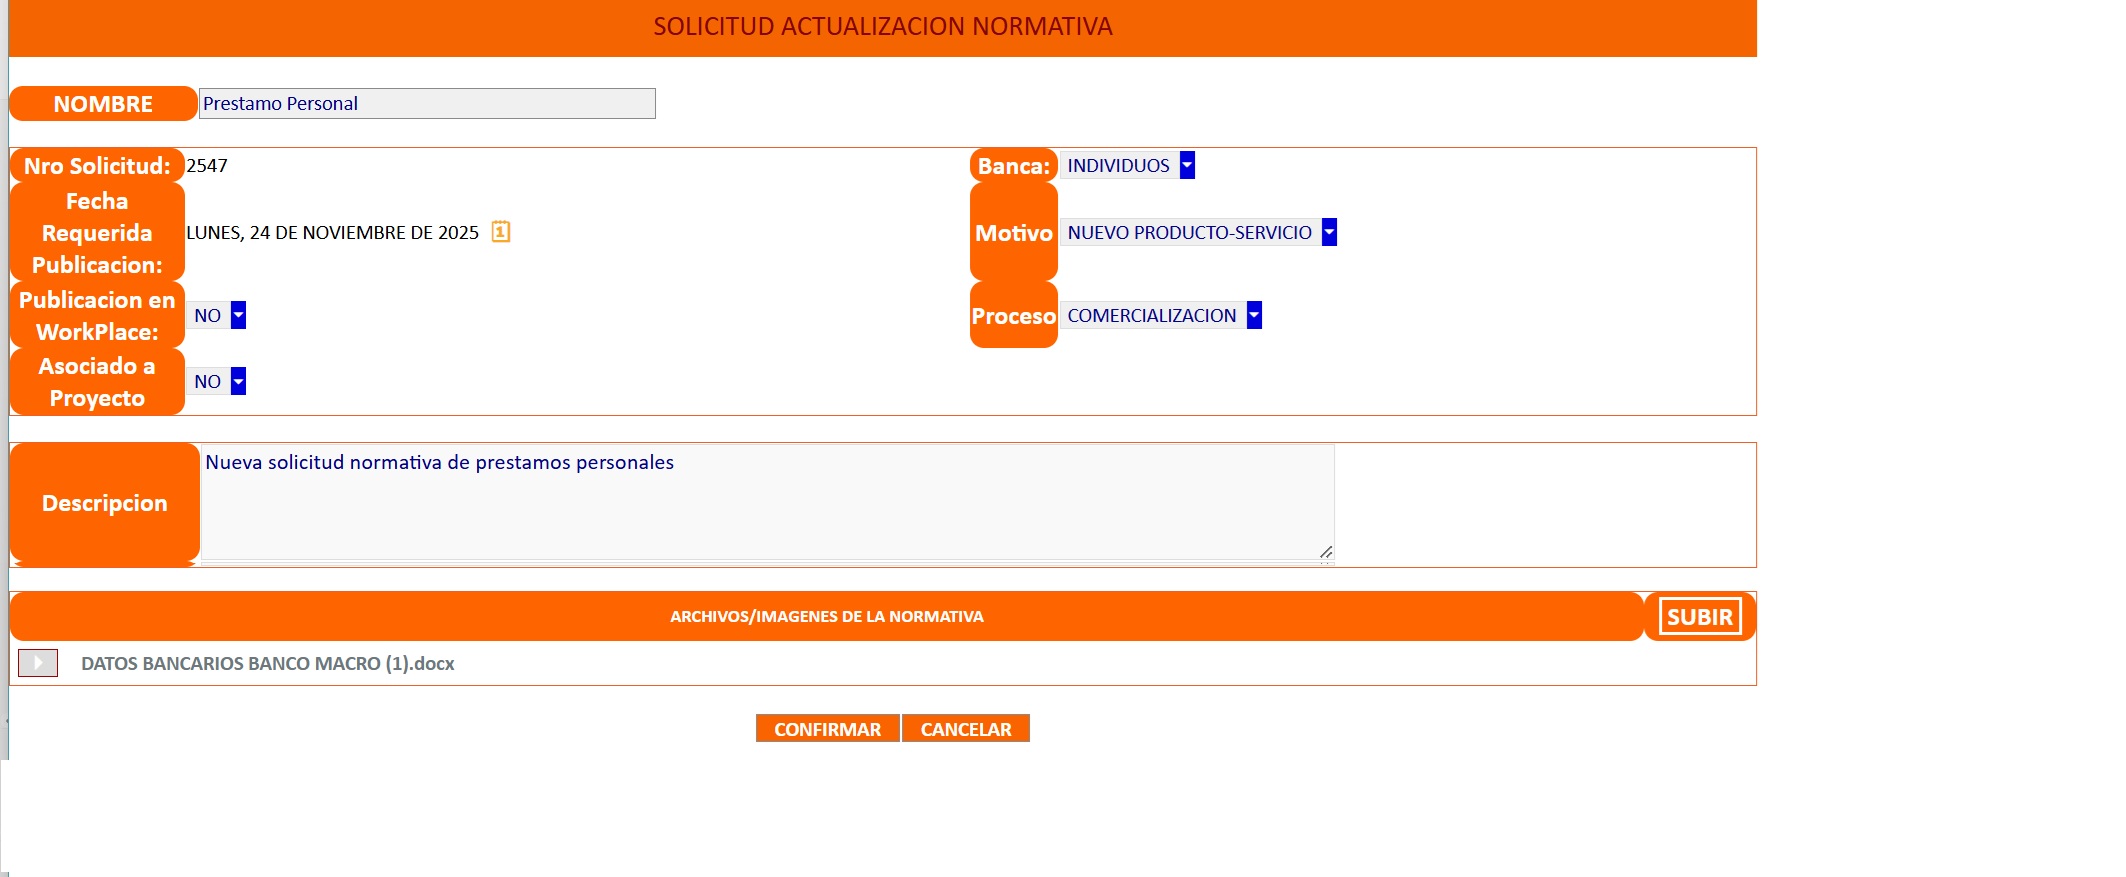 SOLICITUD ACTUALIZACION NORMATIVA
NOMBRE
Prestamo Personal
Nro Solicitud:
2547
Banca:
INDIVIDUOS
Fecha
Requerida
Publicacion:
LUNES, 24 DE NOVIEMBRE DE 2025
1
Motivo
NUEVO PRODUCTO-SERVICIO
Publicacion en
WorkPlace:
NO
Proceso
COMERCIALIZACION
Asociado a
Proyecto
NO
Descripcion
Nueva solicitud normativa de prestamos personales
ARCHIVOS/IMAGENES DE LA NORMATIVA
SUBIR
DATOS BANCARIOS BANCO MACRO (1).docx
CONFIRMAR
CANCELAR